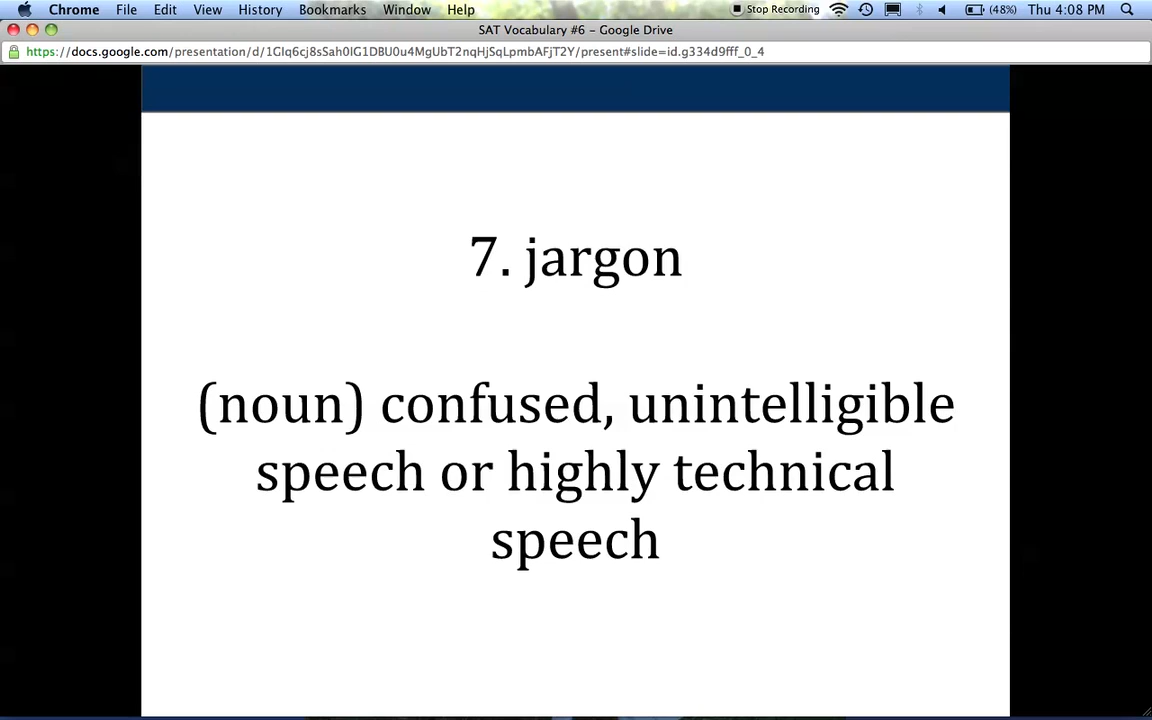 Chrome File Edit View History Bookmarks Window Help Stop Recording (48%) Thu 4:08 PM
SAT Vocabulary #6 – Google Drive
https://docs.google.com/presentation/d/1Glq6cj8sSah0lG1DBU0u4MgUbT2nqHjSqLpmbAFjT2Y/present#slide=id.g334d9fff_0_4
7. jargon
(noun) confused, unintelligible
speech or highly technical
speech